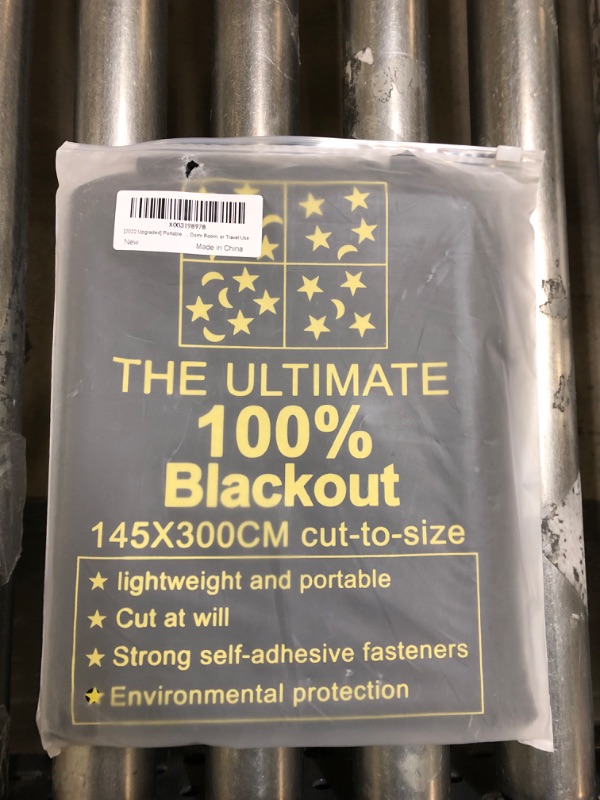 X003198978
[2022 Upgraded] Portable ... Dorm Room, or Travel Use
New
Made in China
THE ULTIMATE
100%
Blackout
145X300CM cut-to-size
lightweight and portable
Cut at will
Strong self-adhesive fasteners
Environmental protection